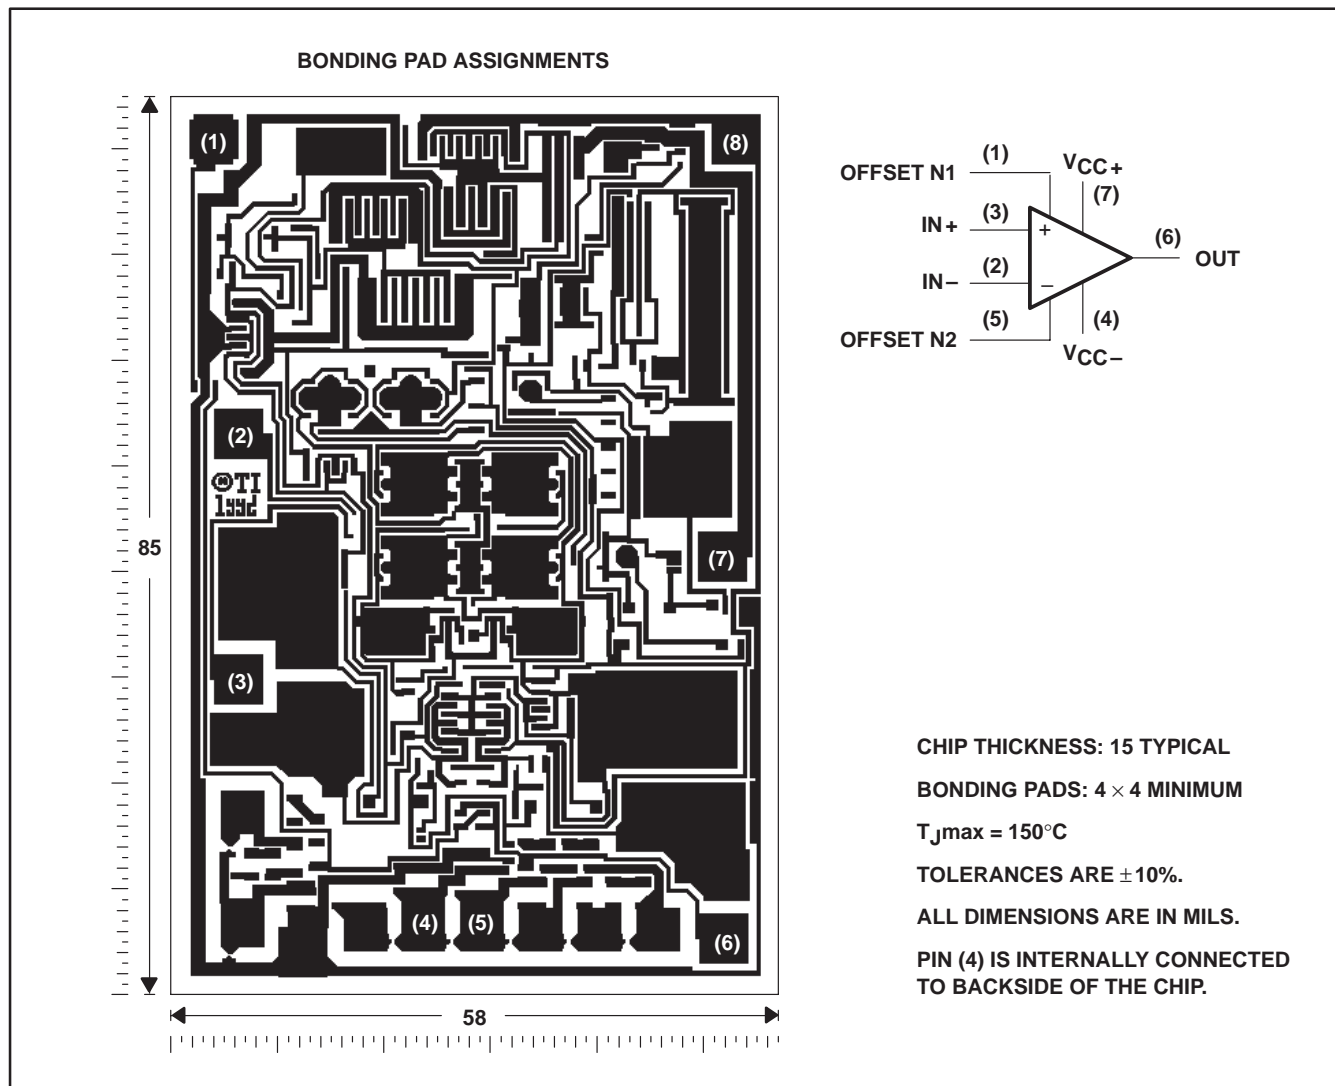 BONDING PAD ASSIGNMENTS
(1)
(8)
(2)
©TI
(7)
(3)
(4)
(5)
(6)
85
58
OFFSET N1
(1)
VCC+
(7)
IN+
(3)
+
(6)
OUT
IN−
(2)
−
OFFSET N2
(5)
(4)
VCC−
CHIP THICKNESS: 15 TYPICAL
BONDING PADS: 4 × 4 MINIMUM
TJmax = 150°C
TOLERANCES ARE ±10%.
ALL DIMENSIONS ARE IN MILS.
PIN (4) IS INTERNALLY CONNECTED
TO BACKSIDE OF THE CHIP.